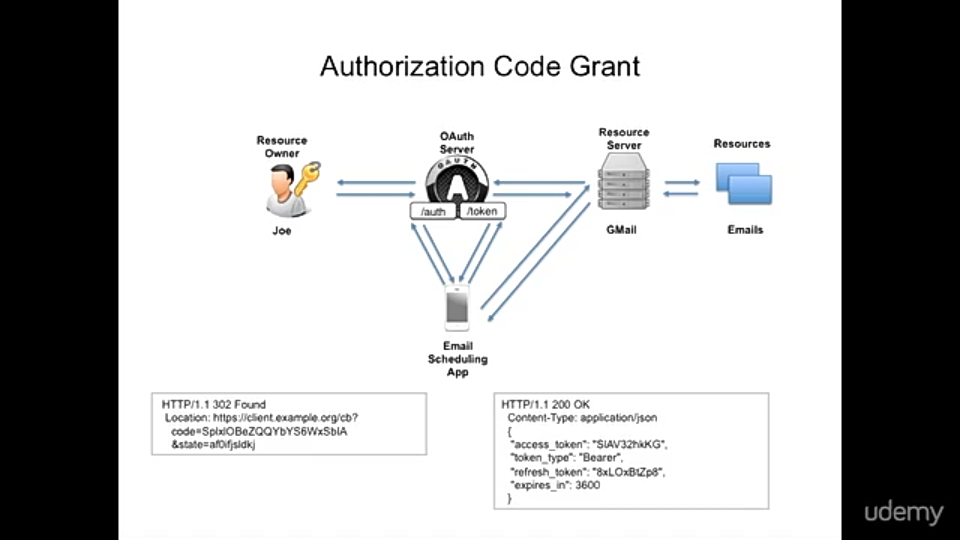 Authorization Code Grant
Resource
Owner
OAuth
Server
Resource
Server
Resources
OAUTH
/auth
/token
Joe
GMail
Emails
Email
Scheduling
App
HTTP/1.1 302 Found
Location: https://client.example.org/cb?
code=SplxlOBeZQQYbYS6WxSbIA
&state=af0ifjsldkj
HTTP/1.1 200 OK
Content-Type: application/json
{
"access_token": "SlAV32hkKG",
"token_type": "Bearer",
"refresh_token": "8xLOxBtZp8",
"expires_in": 3600
}
udemy